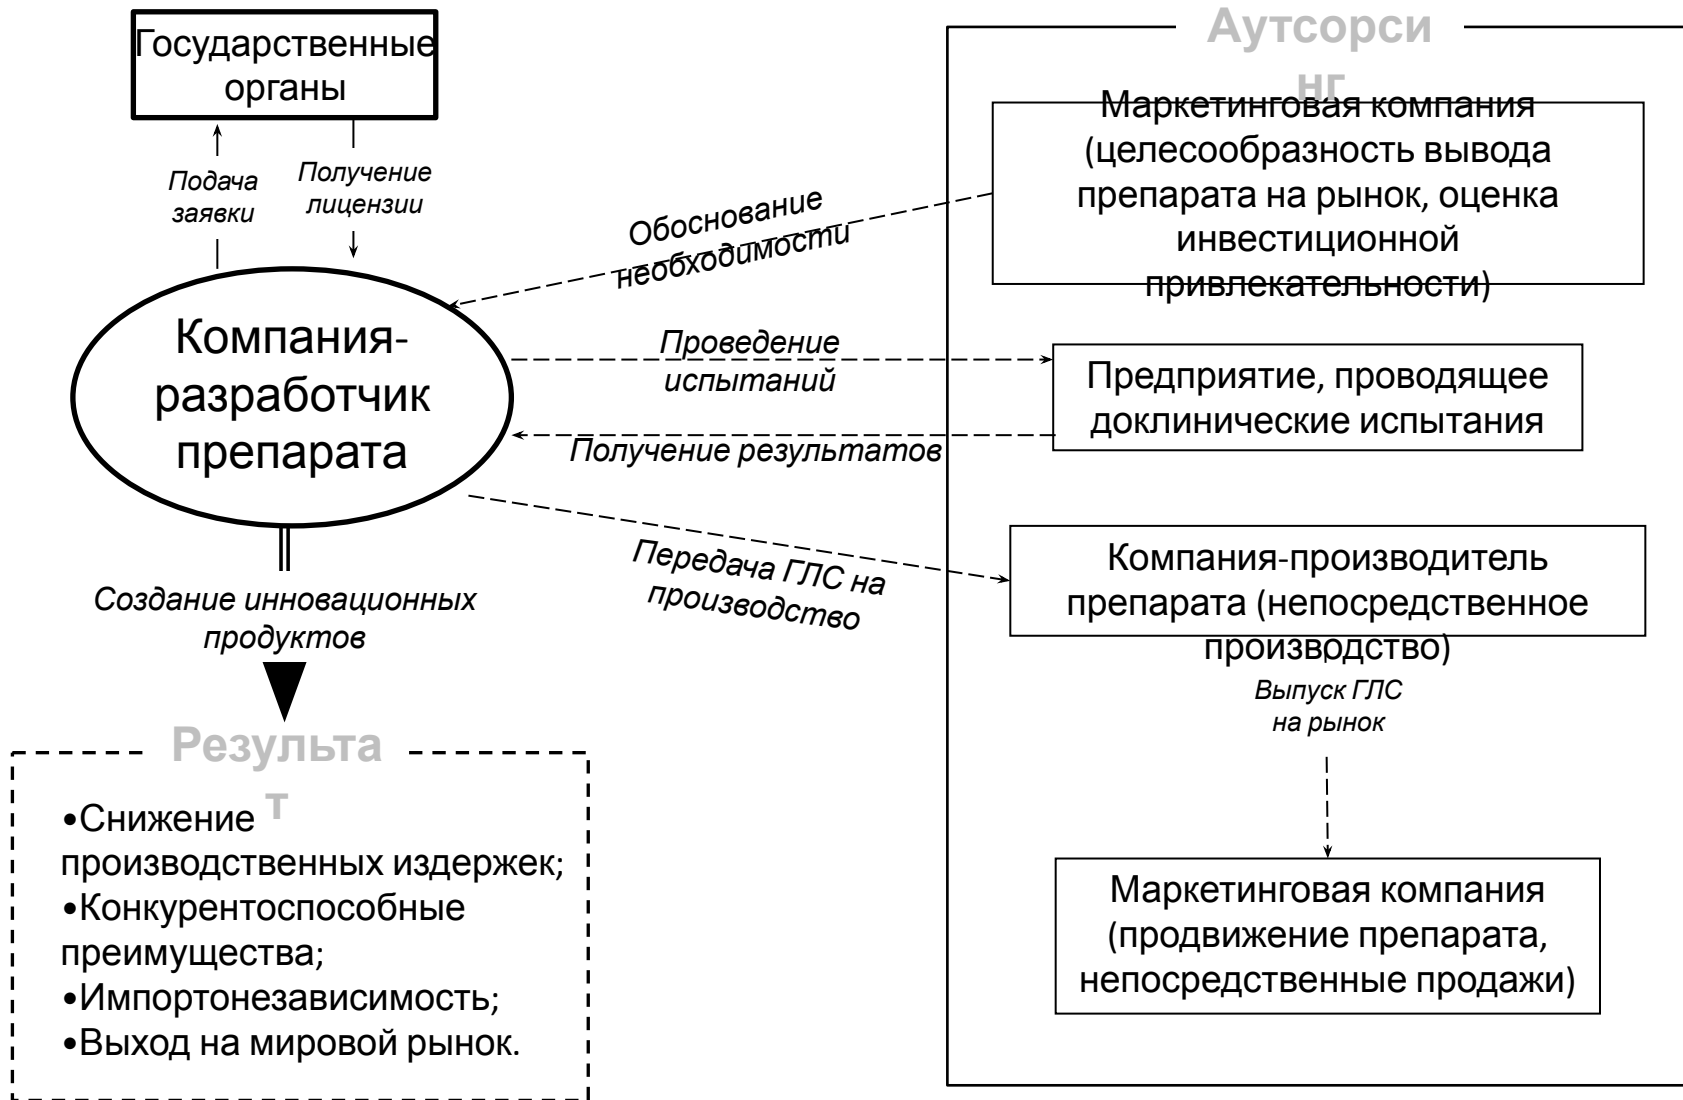 Государственные
органы
Подача
заявки
Получение
лицензии
Компания-
разработчик
препарата
Создание инновационных
продуктов
Результа
т
•Снижение
производственных издержек;
•Конкурентоспособные
преимущества;
•Импортонезависимость;
•Выход на мировой рынок.
Обоснование
необходимости
Проведение
испытаний
Получение результатов
Передача ГЛС на
производство
Аутсорси
нг
Маркетинговая компания
(целесообразность вывода
препарата на рынок, оценка
инвестиционной
привлекательности)
Предприятие, проводящее
доклинические испытания
Компания-производитель
препарата (непосредственное
производство)
Выпуск ГЛС
на рынок
Маркетинговая компания
(продвижение препарата,
непосредственные продажи)